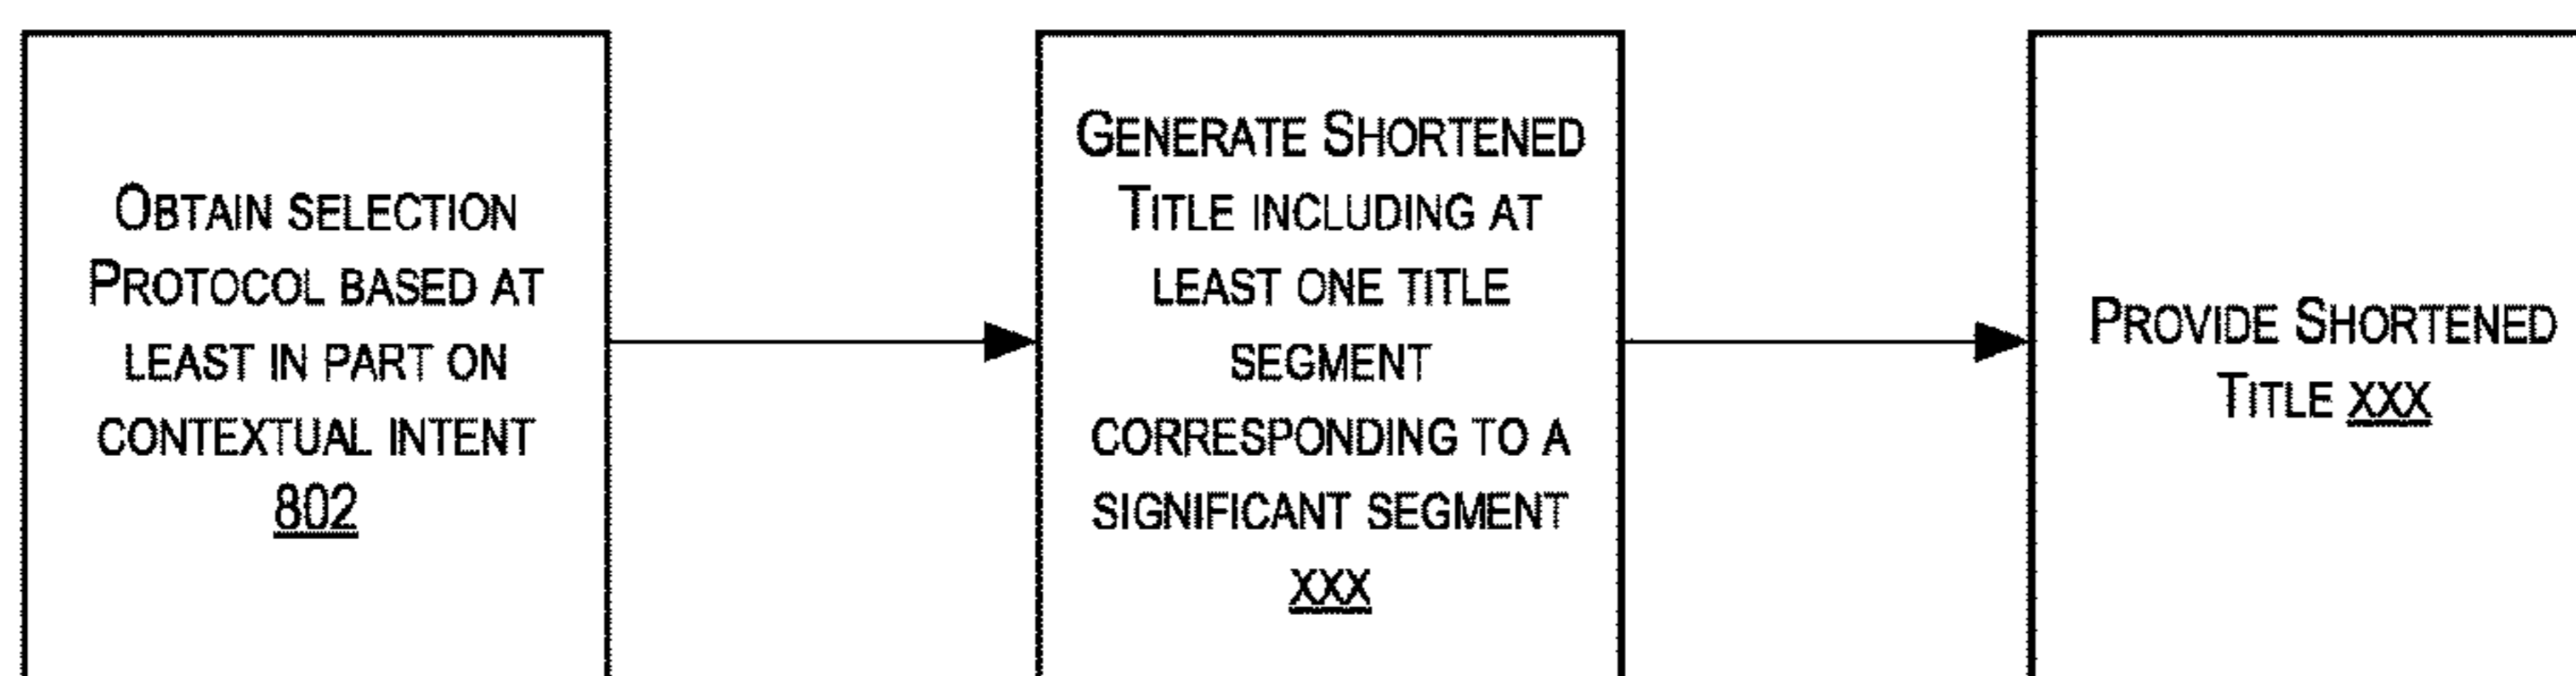 OBTAIN SELECTION
PROTOCOL BASED AT
LEAST IN PART ON
CONTEXTUAL INTENT
802
GENERATE SHORTENED
TITLE INCLUDING AT
LEAST ONE TITLE
SEGMENT
CORRESPONDING TO A
SIGNIFICANT SEGMENT
XXX
PROVIDE SHORTENED
TITLE XXX